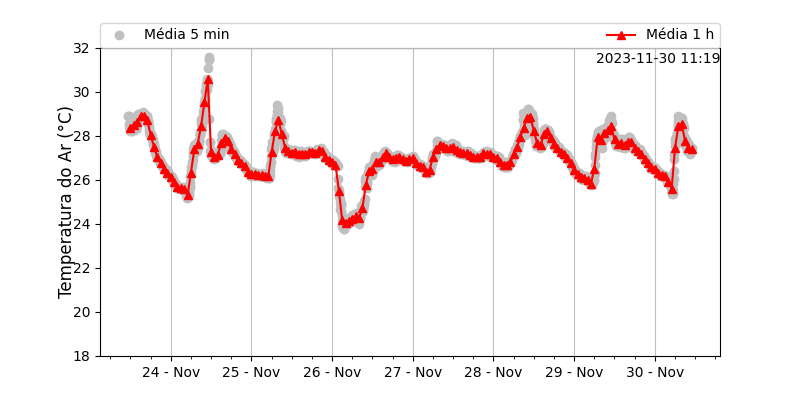 Média 5 min
Média 1 h
2023-11-30 11:19
Temperatura do Ar (°C)
32
30
28
26
24
22
20
18
24 - Nov
25 - Nov
26 - Nov
27 - Nov
28 - Nov
29 - Nov
30 - Nov